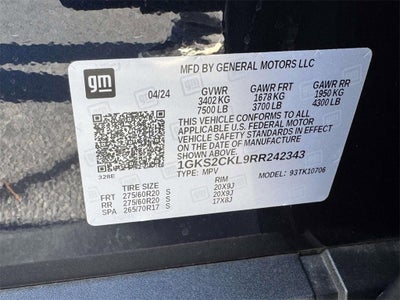 gm
MFD BY GENERAL MOTORS LLC
04/24 GVWR GAWR FRT GAWR RR
3402 KG 1678 KG 1950 KG
7500 LB 3700 LB 4300 LB
THIS VEHICLE CONFORMS TO ALL APPLICABLE
U.S. FEDERAL MOTOR VEHICLE SAFETY
STANDARDS IN EFFECT
ON THE DATE OF MANUFACTURE SHOWN ABOVE.
1GKS2CKL9RR242343
328E TYPE: MPV MODEL: 93TK10706
TIRE SIZE RIM
FRT 275/60R20 S 20X9J
RR 275/60R20 S 20X9J
SPA 265/70R17 S 17X8J